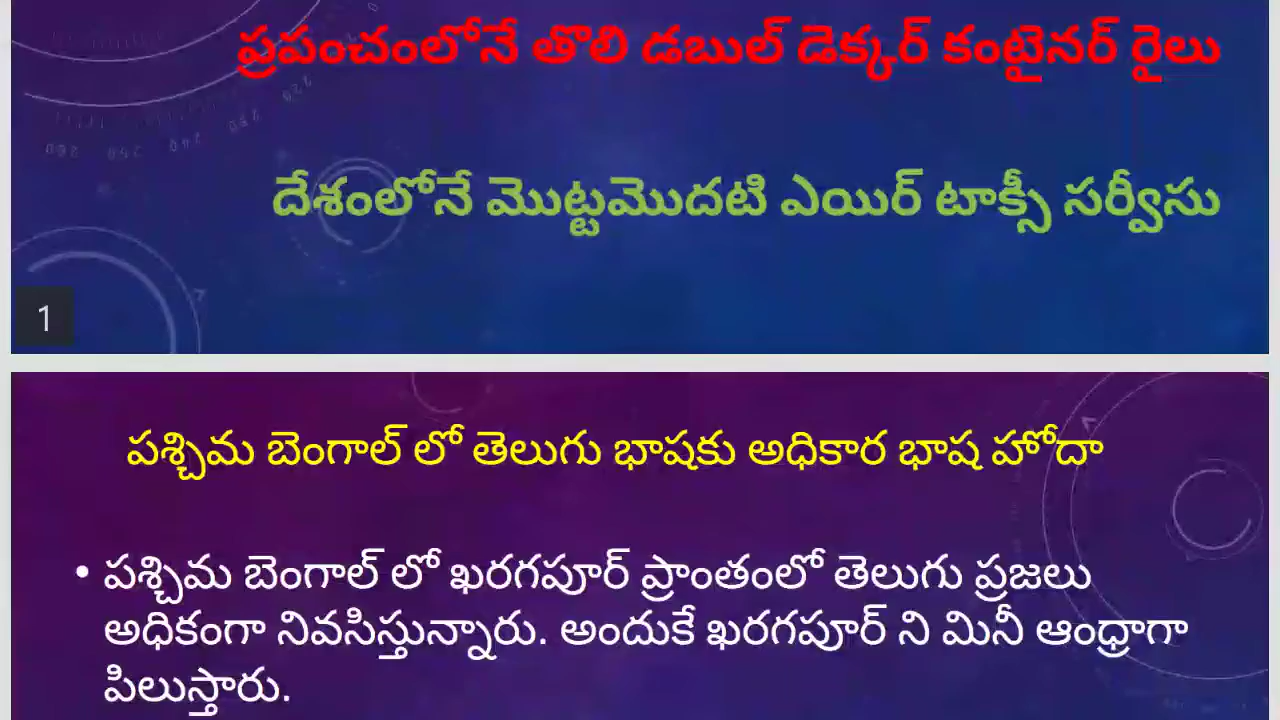 ప్రపంచంలోనే తొలి డబుల్ డెక్కర్ కంటైనర్ రైలు
దేశంలోనే మొట్టమొదటి ఎయిర్ టాక్సీ సర్వీసు
1
పశ్చిమ బెంగాల్ లో తెలుగు భాషకు అధికార భాష హోదా
• పశ్చిమ బెంగాల్ లో ఖరగపూర్ ప్రాంతంలో తెలుగు ప్రజలు
అధికంగా నివసిస్తున్నారు. అందుకే ఖరగపూర్ ని మినీ ఆంధ్రాగా
పిలుస్తారు.